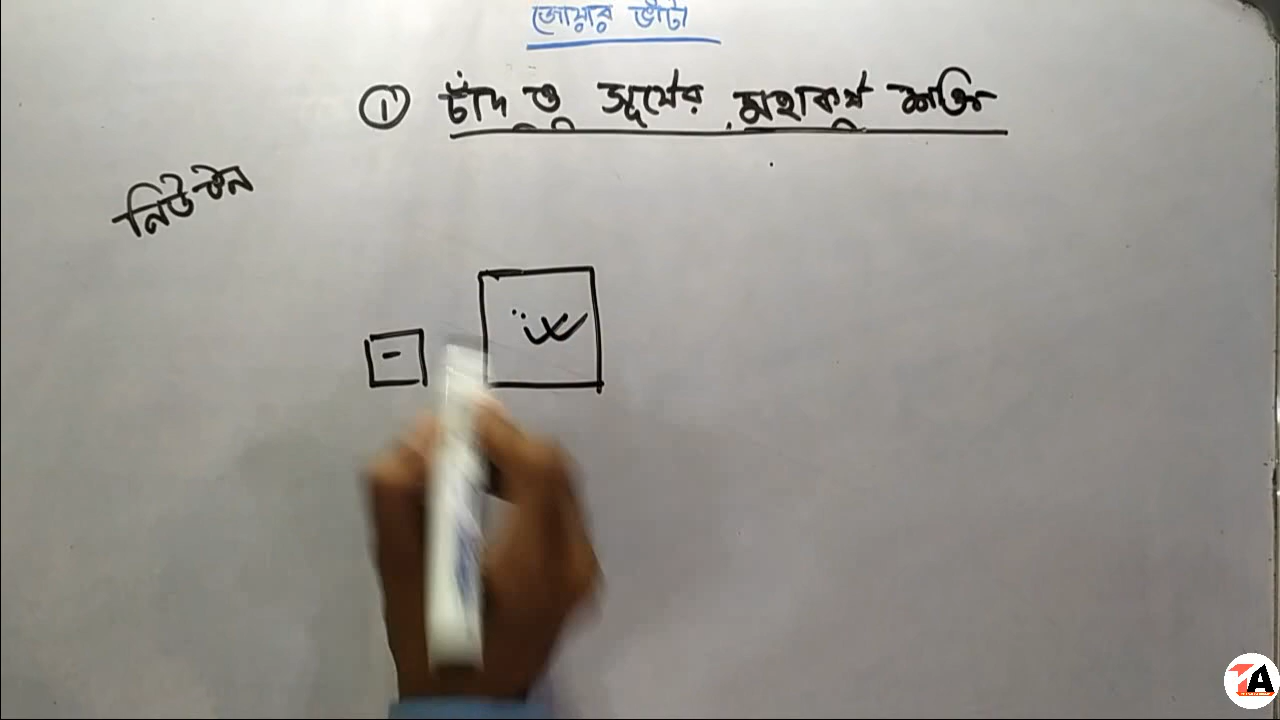 জোয়ার ভাঁটা
① চাঁদ ও সূর্যের মহাকর্ষ শক্তি
নিউটন